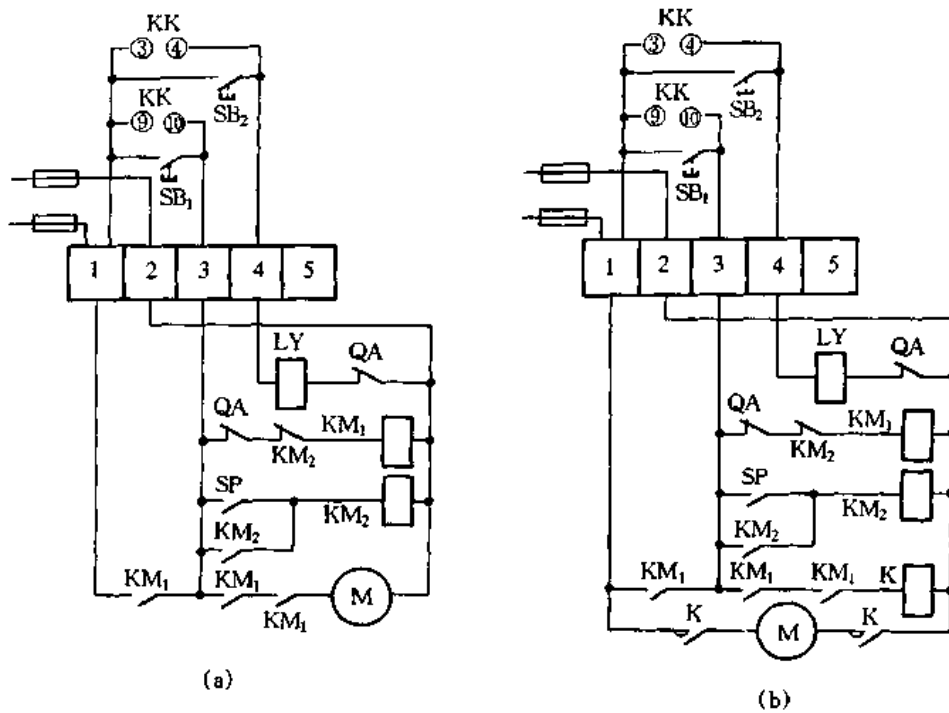 KK
③ ④
SB₂
KK
⑨ ⑩
SB₁
1 2 3 4 5
LY
QA
QA
KM₁
KM₂
SP
KM₂
KM₂
KM₁
KM₁
KM₁
M
(a)
KK
③ ④
SB₂
KK
⑨ ⑩
SB₁
1 2 3 4 5
LY
QA
QA
KM₁
KM₂
SP
KM₂
KM₂
KM₁
KM₁
KM₁
K
K
M
K
(b)